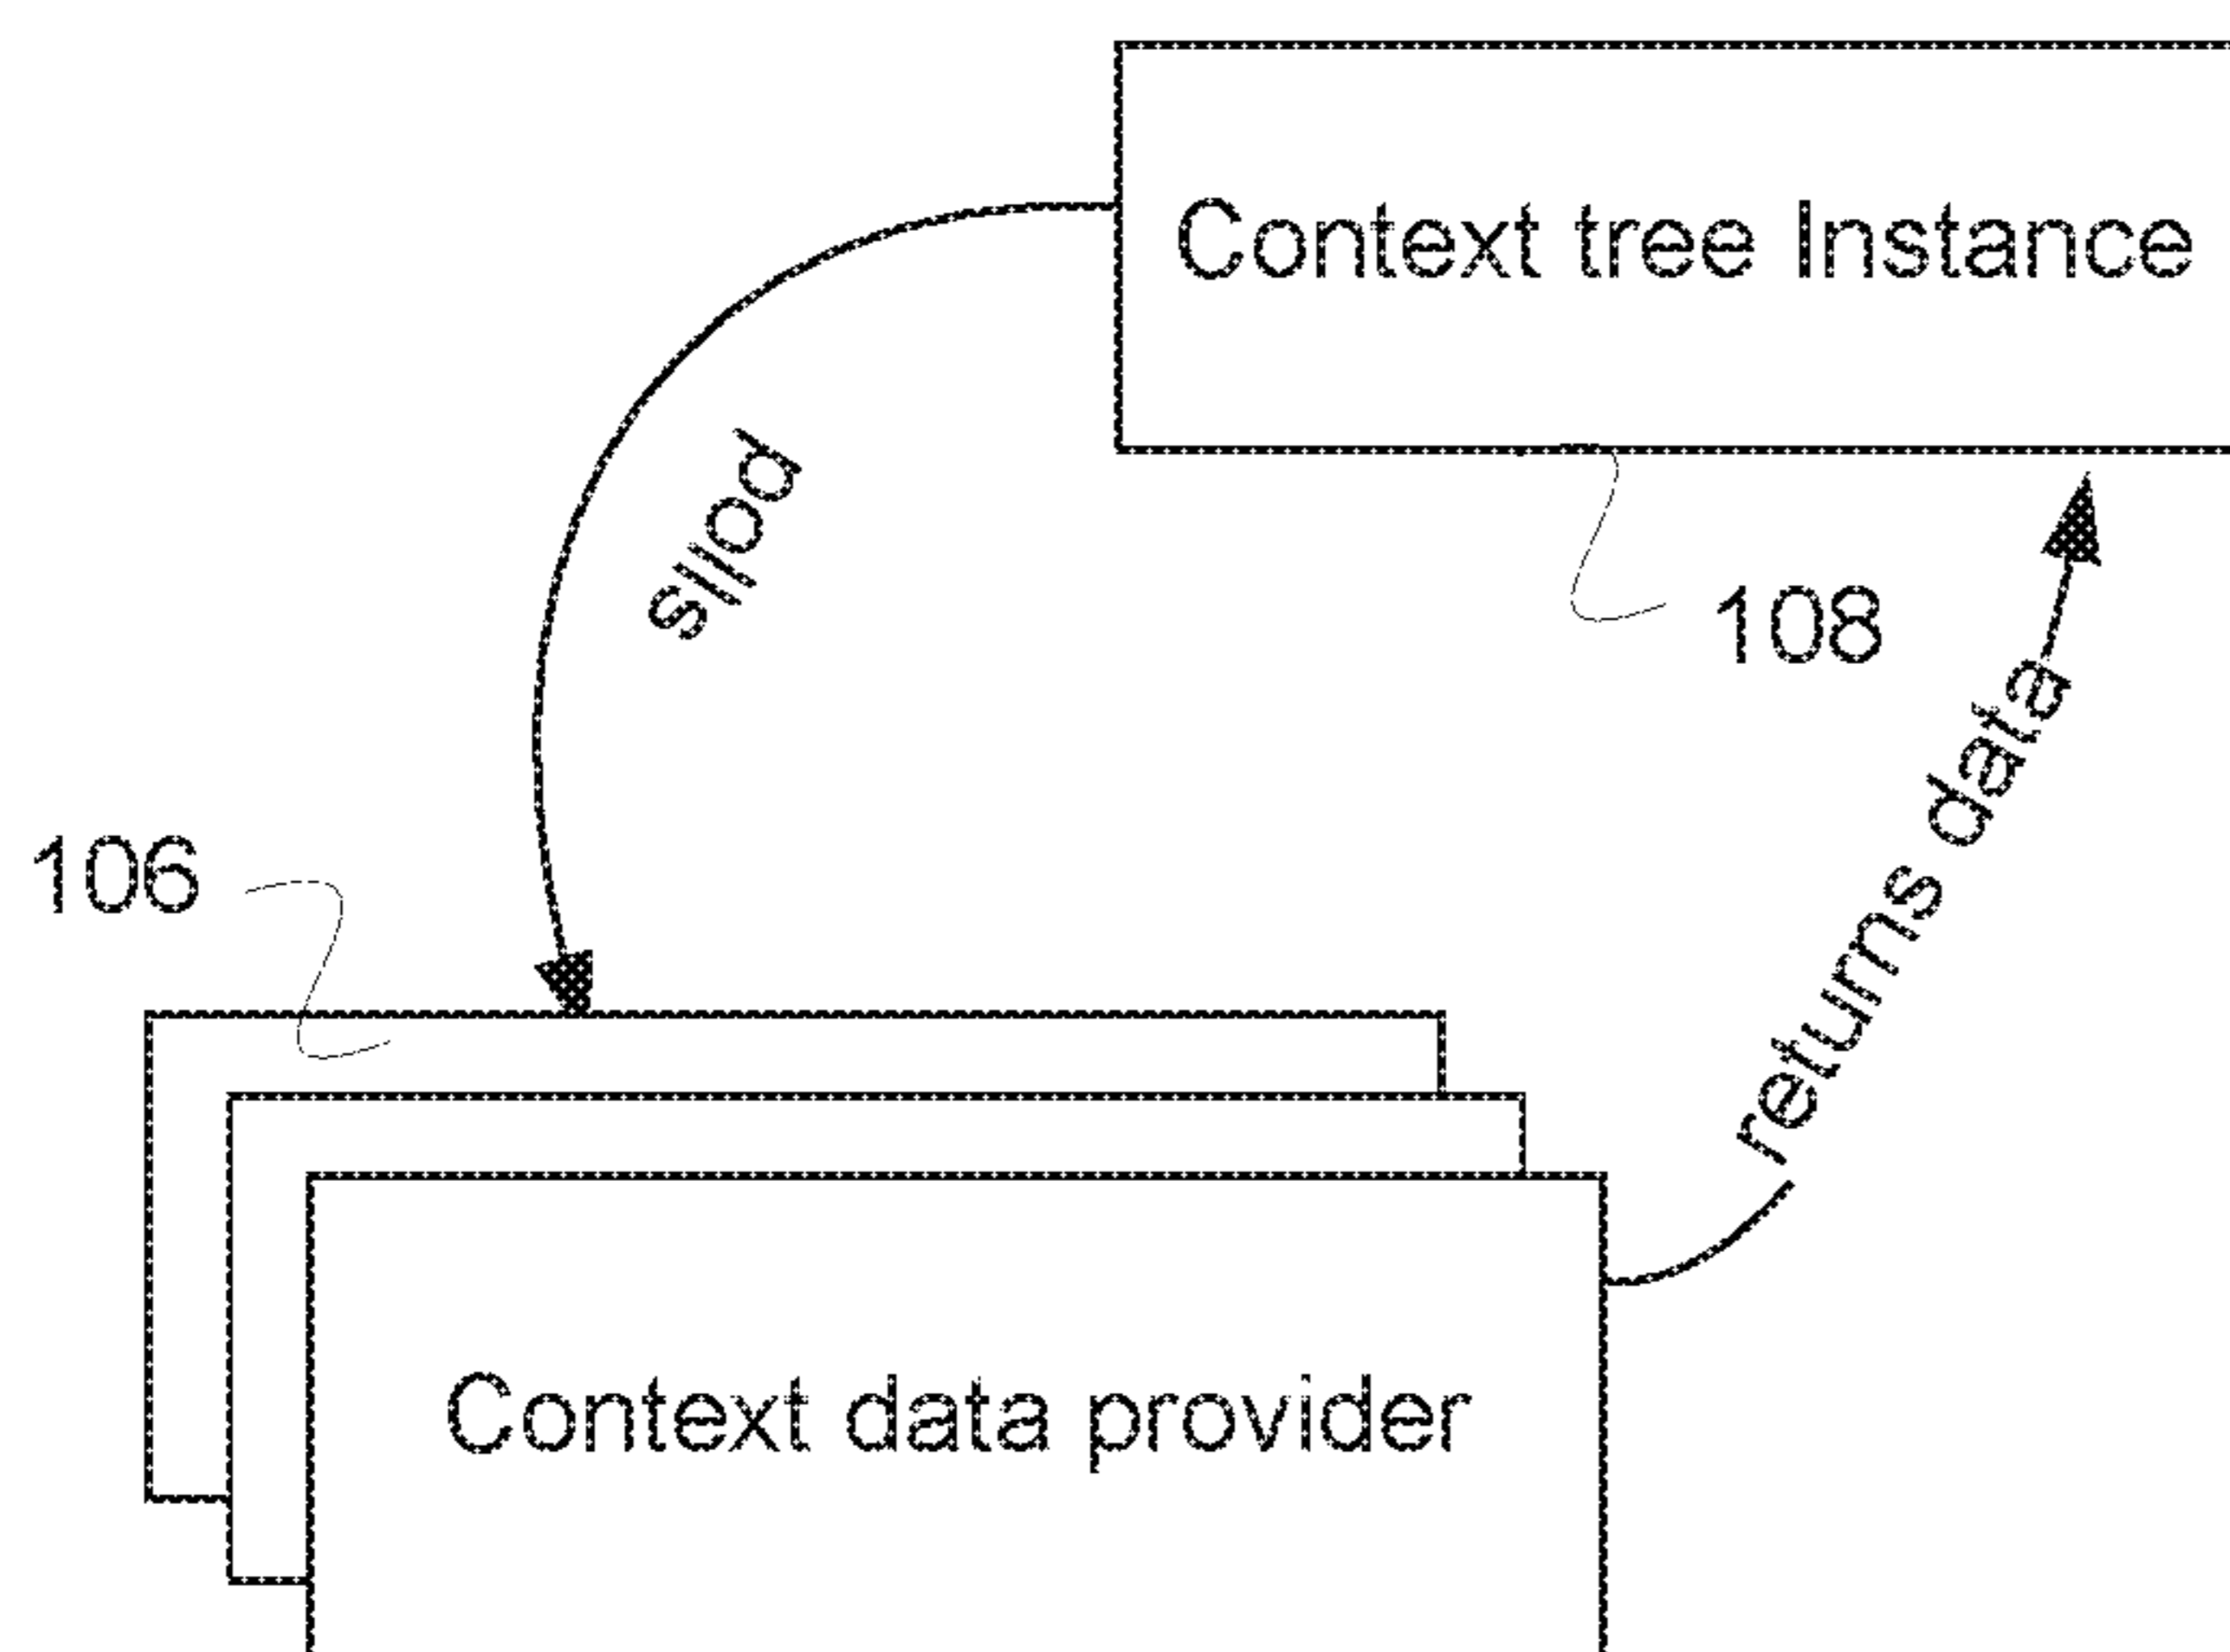 Context tree Instance
polls
108
returns data
106
Context data provider